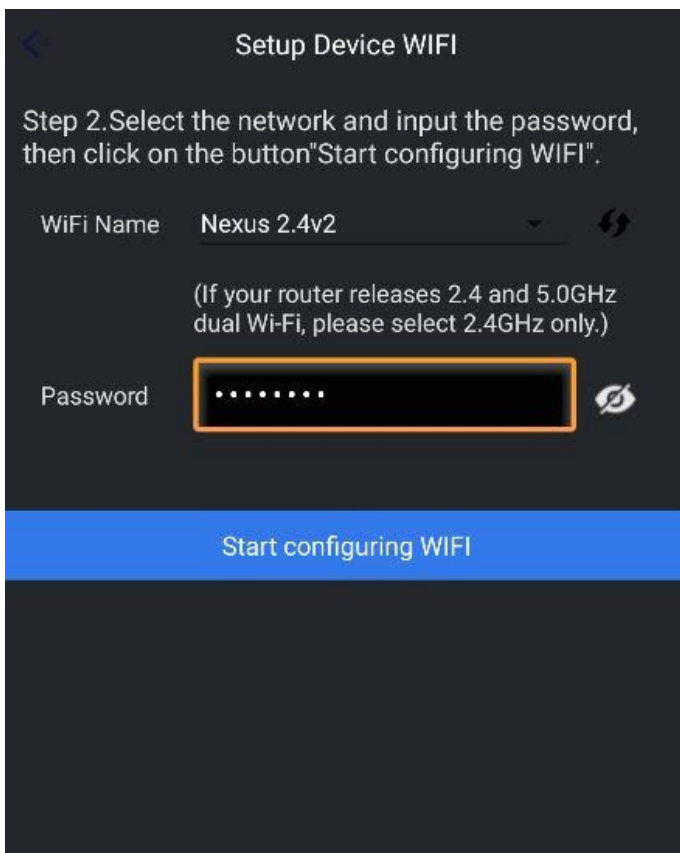 Setup Device WIFI
Step 2.Select the network and input the password,
then click on the button"Start configuring WIFI".
WiFi Name Nexus 2.4v2
(If your router releases 2.4 and 5.0GHz
dual Wi-Fi, please select 2.4GHz only.)
Password ••••••••
Start configuring WIFI